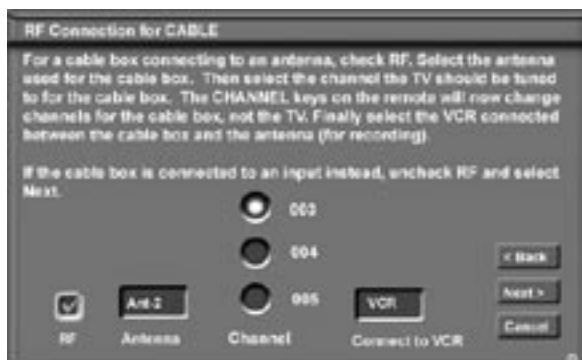 RF Connection for CABLE
For a cable box connecting to an antenna, check RF. Select the antenna
used for the cable box. Then select the channel the TV should be tuned
to for the cable box. The CHANNEL keys on the remote will now change
channels for the cable box, not the TV. Finally select the VCR connected
between the cable box and the antenna (for recording).
If the cable box is connected to an input instead, uncheck RF and select
Next.
003
004
005
< Back
Next >
Cancel
Ant-2
VCR
RF
Antenna
Channel
Connect to VCR